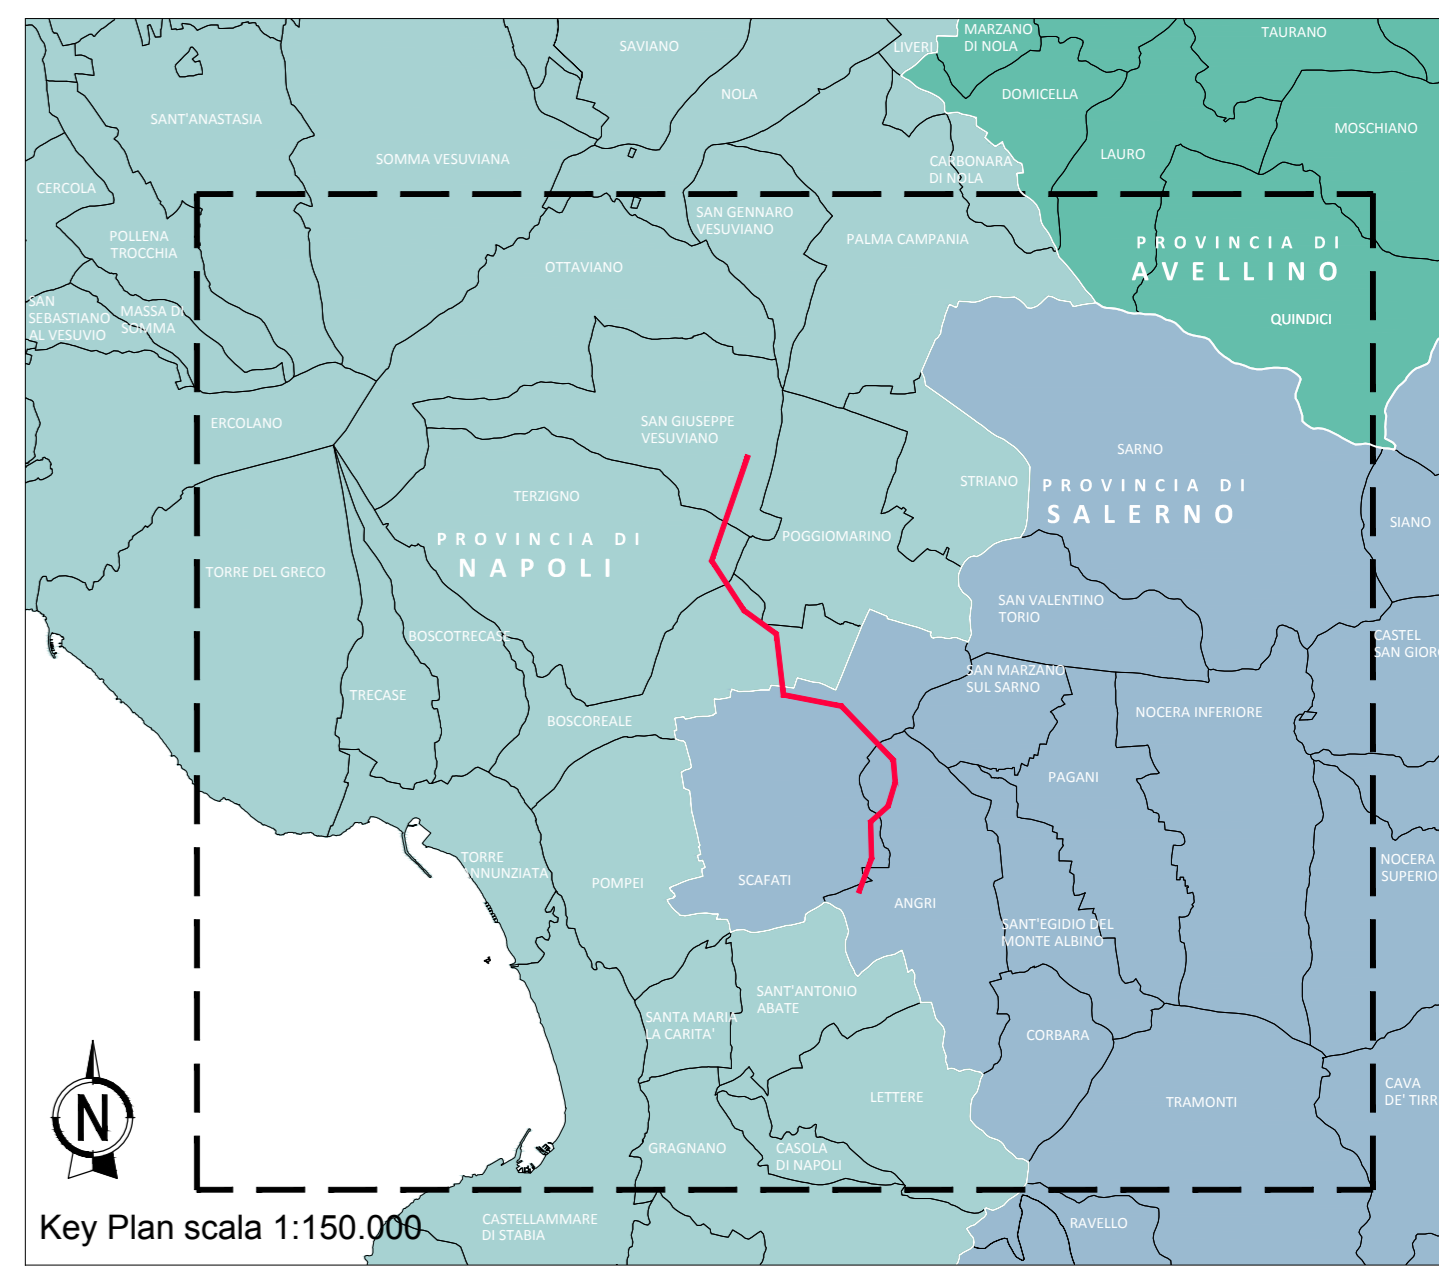 MARZANO
DI NOLA
TAURANO
SAVIANO
LIVERI
NOLA
DOMICELLA
SANT'ANASTASIA
MOSCHIANO
SOMMA VESUVIANA
LAURO
CARBONARA
DI NOLA
CERCOLA
SAN GENNARO
VESUVIANO
POLLENA
TROCCHIA
PALMA CAMPANIA
PROVINCIA DI
AVELLINO
OTTAVIANO
SAN
SEBASTIANO
AL VESUVIO
MASSA DI
SOMMA
QUINDICI
ERCOLANO
SAN GIUSEPPE
VESUVIANO
SARNO
STRIANO
PROVINCIA DI
SALERNO
TERZIGNO
SIANO
PROVINCIA DI
NAPOLI
POGGIOMARINO
TORRE DEL GRECO
SAN VALENTINO
TORIO
BOSCOTRECASE
CASTEL
SAN GIOR
SAN MARZANO
SUL SARNO
TRECASE
NOCERA INFERIORE
BOSCOREALE
PAGANI
TORRE
ANNUNZIATA
NOCERA
SUPERIO
POMPEI
SCAFATI
ANGRI
SANT'EGIDIO DEL
MONTE ALBINO
SANT'ANTONIO
ABATE
SANTA MARIA
LA CARITA'
CORBARA
N
LETTERE
TRAMONTI
CAVA
DE' TIRR
GRAGNANO
CASOLA
DI NAPOLI
CASTELLAMMARE
DI STABIA
RAVELLO
Key Plan scala 1:150.000